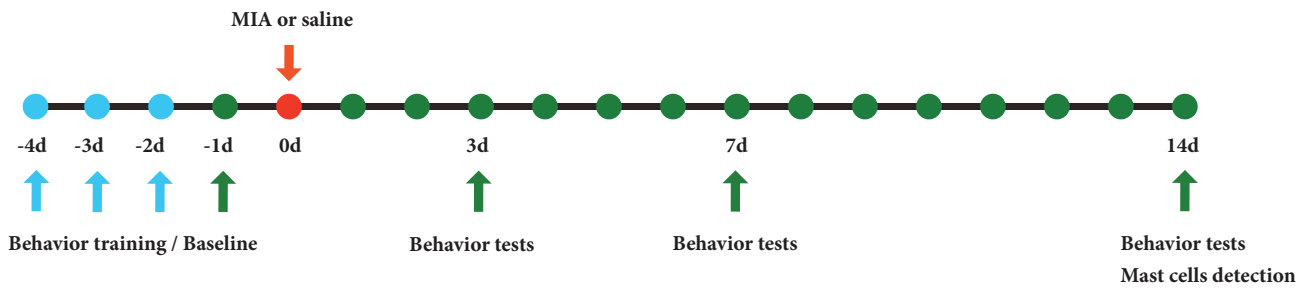 MIA or saline
-4d -3d -2d -1d 0d 3d 7d 14d
Behavior training / Baseline Behavior tests Behavior tests Behavior tests
Mast cells detection